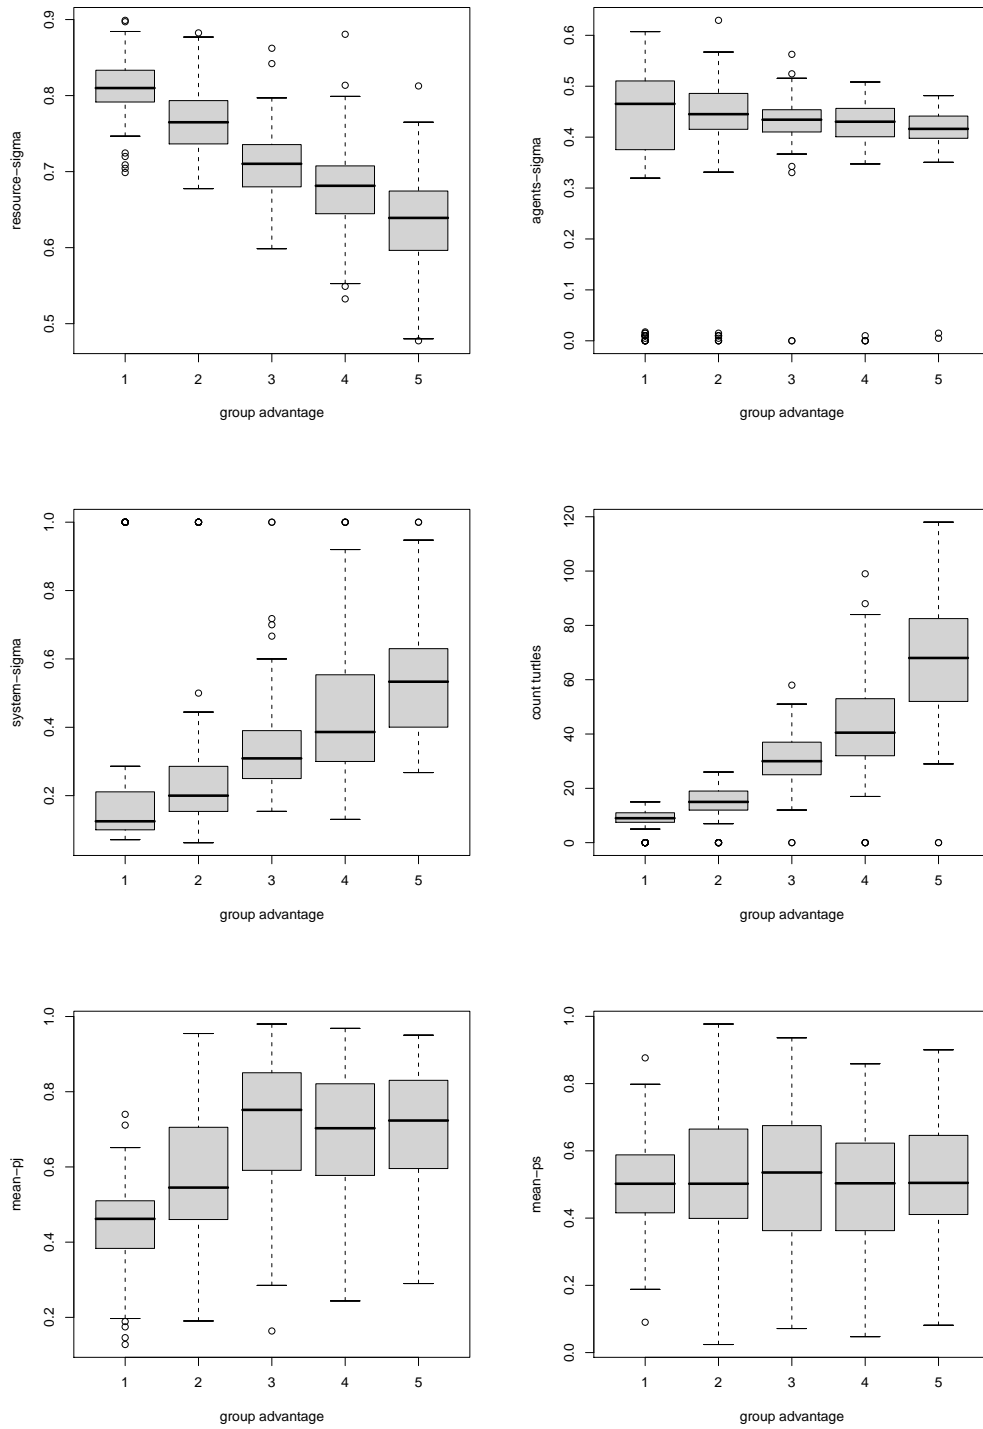 resource−sigma
0.9
0.8
0.7
0.6
0.5
1 2 3 4 5
group advantage
agents−sigma
0.6
0.5
0.4
0.3
0.2
0.1
0.0
1 2 3 4 5
group advantage
system−sigma
1.0
0.8
0.6
0.4
0.2
1 2 3 4 5
group advantage
count turtles
120
100
80
60
40
20
0
1 2 3 4 5
group advantage
mean−pj
1.0
0.8
0.6
0.4
0.2
1 2 3 4 5
group advantage
mean−ps
1.0
0.8
0.6
0.4
0.2
0.0
1 2 3 4 5
group advantage